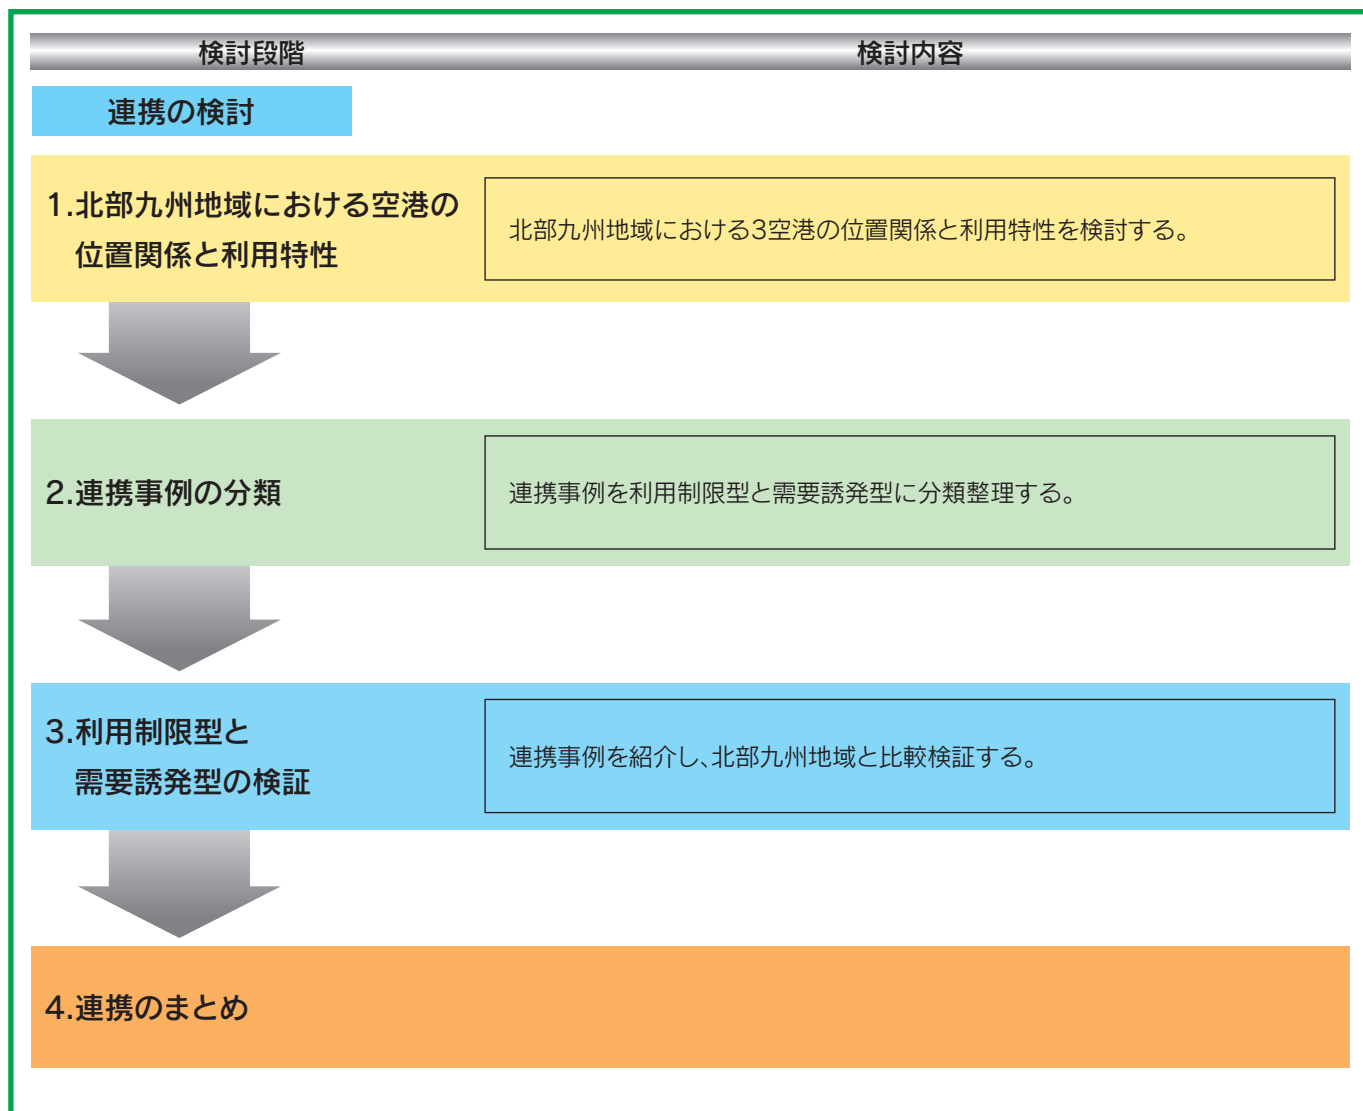 検討段階
検討内容
連携の検討
1.北部九州地域における空港の
位置関係と利用特性
北部九州地域における3空港の位置関係と利用特性を検討する。
2.連携事例の分類
連携事例を利用制限型と需要誘発型に分類整理する。
3.利用制限型と
需要誘発型の検証
連携事例を紹介し、北部九州地域と比較検証する。
4.連携のまとめ